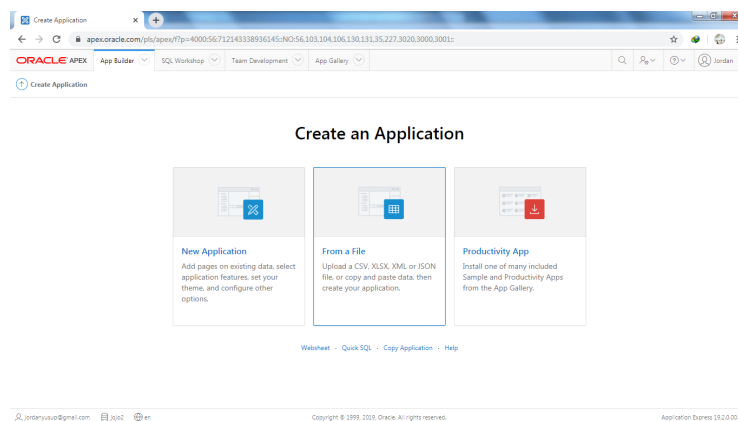 Create Application
apex.oracle.com/pls/apex/f?p=4000:56:712143338936145::NO:56,103,104,106,130,131,35,227,3020,3000,3001::
ORACLE APEX App Builder SQL Workshop Team Development App Gallery Jordan
Create Application
Create an Application
New Application
Add pages on existing data, select
application features, set your
theme, and configure other
options.
From a File
Upload a CSV, XLSX, XML or JSON
file, or copy and paste data, then
create your application.
Productivity App
Install one of many included
Sample and Productivity Apps
from the App Gallery.
Websheet - Quick SQL - Copy Application - Help
jordanyusup@gmail.com jojo2 en Copyright © 1999, 2019, Oracle. All rights reserved. Application Express 19.2.0.00.